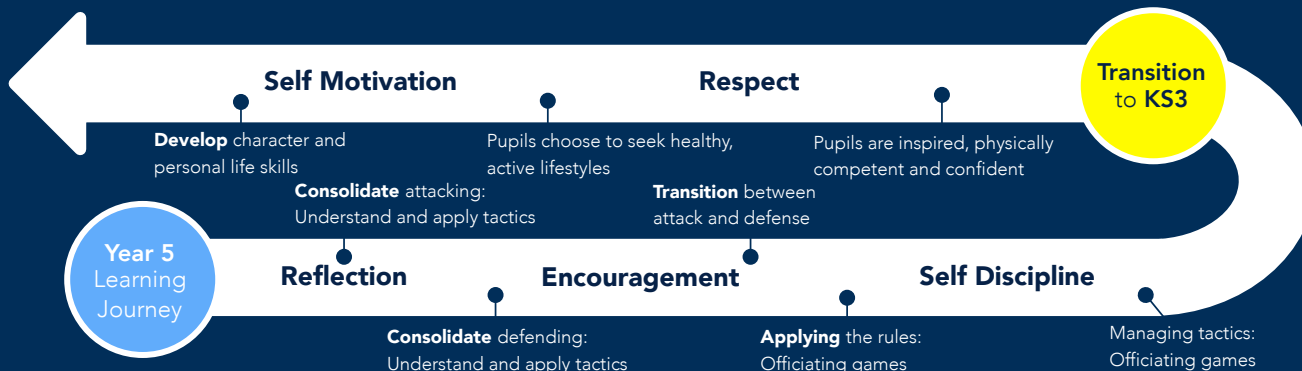 Self Motivation
Respect
Transition
to KS3
Develop character and
personal life skills
Pupils choose to seek healthy,
active lifestyles
Pupils are inspired, physically
competent and confident
Consolidate attacking:
Understand and apply tactics
Transition between
attack and defense
Year 5
Learning
Journey
Reflection
Encouragement
Self Discipline
Consolidate defending:
Understand and apply tactics
Applying the rules:
Officiating games
Managing tactics:
Officiating games